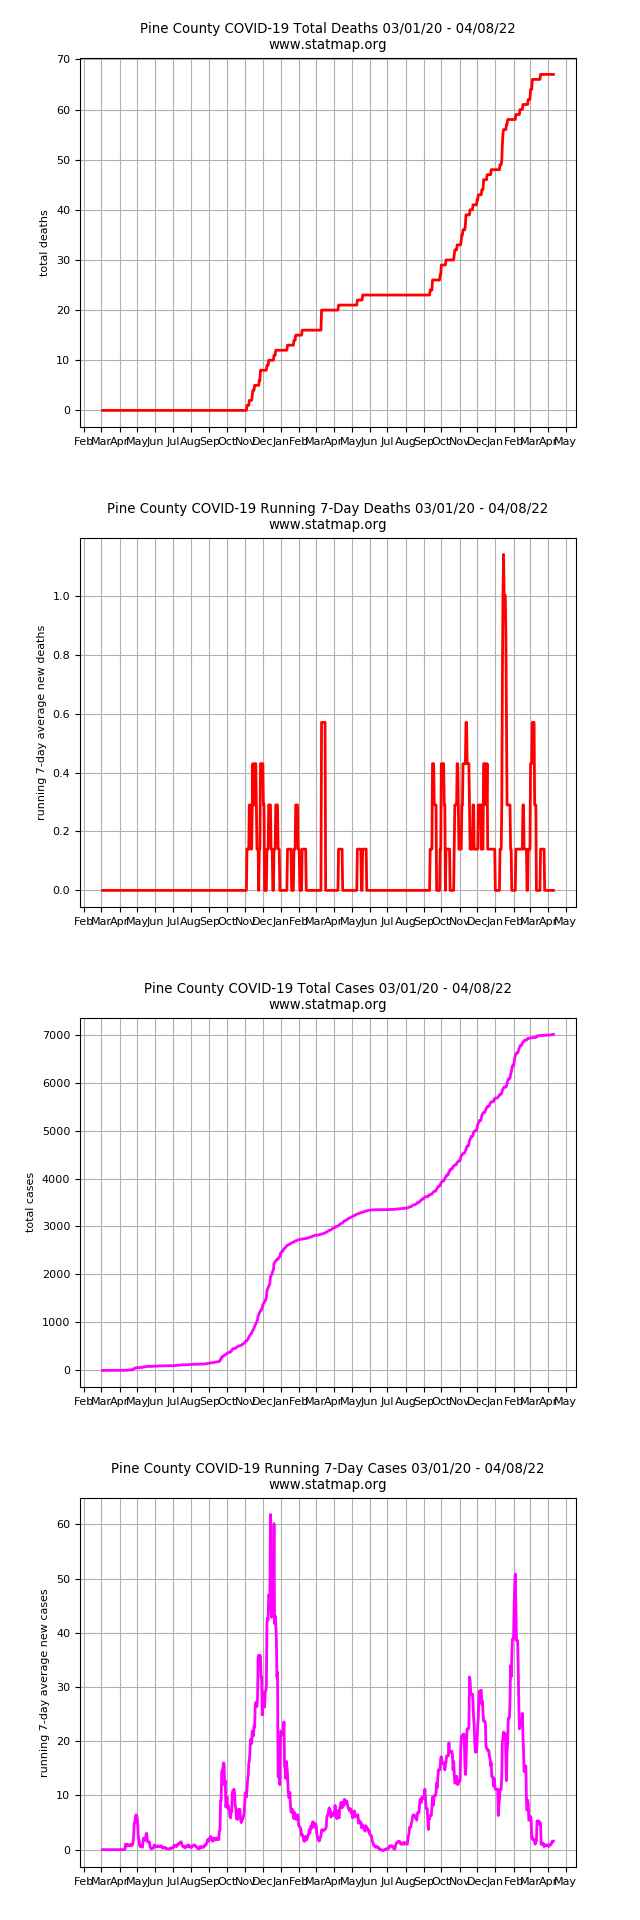 Pine County COVID-19 Total Deaths 03/01/20 - 04/08/22
www.statmap.org
70
60
50
40
30
20
10
0
total deaths
Feb Mar Apr May Jun Jul Aug Sep Oct Nov Dec Jan Feb Mar Apr May Jun Jul Aug Sep Oct Nov Dec Jan Feb Mar Apr May
Pine County COVID-19 Running 7-Day Deaths 03/01/20 - 04/08/22
www.statmap.org
1.0
0.8
0.6
0.4
0.2
0.0
running 7-day average new deaths
Feb Mar Apr May Jun Jul Aug Sep Oct Nov Dec Jan Feb Mar Apr May Jun Jul Aug Sep Oct Nov Dec Jan Feb Mar Apr May
Pine County COVID-19 Total Cases 03/01/20 - 04/08/22
www.statmap.org
7000
6000
5000
4000
3000
2000
1000
0
total cases
Feb Mar Apr May Jun Jul Aug Sep Oct Nov Dec Jan Feb Mar Apr May Jun Jul Aug Sep Oct Nov Dec Jan Feb Mar Apr May
Pine County COVID-19 Running 7-Day Cases 03/01/20 - 04/08/22
www.statmap.org
60
50
40
30
20
10
0
running 7-day average new cases
Feb Mar Apr May Jun Jul Aug Sep Oct Nov Dec Jan Feb Mar Apr May Jun Jul Aug Sep Oct Nov Dec Jan Feb Mar Apr May